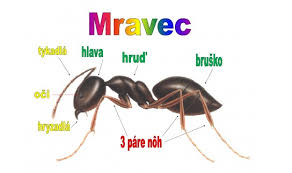 Mravec
tykadlá
hlava
hruď
bruško
oči
hryzadlá
3 páre nôh